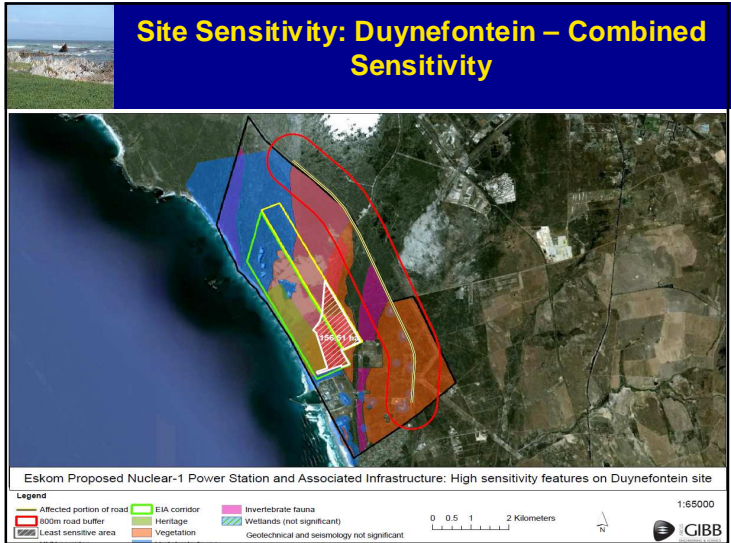 Site Sensitivity: Duynefontein – Combined
Sensitivity
156.51 ha
Eskom Proposed Nuclear-1 Power Station and Associated Infrastructure: High sensitivity features on Duynefontein site
Legend
Affected portion of road
800m road buffer
Least sensitive area
EIA corridor
Heritage
Vegetation
Invertebrate fauna
Wetlands (not significant)
Geotechnical and seismology not significant
0 0.5 1 2 Kilometers
N
1:65000
GIBB